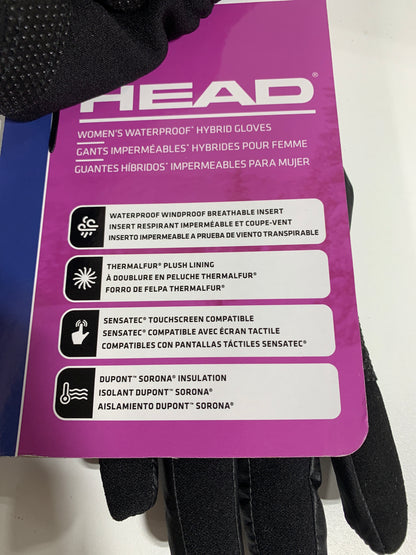 HEAD®
WOMEN'S WATERPROOF* HYBRID GLOVES
GANTS IMPERMÉABLES* HYBRIDES POUR FEMME
GUANTES HÍBRIDOS* IMPERMEABLES PARA MUJER
WATERPROOF WINDPROOF BREATHABLE INSERT
INSERT RESPIRANT IMPERMÉABLE ET COUPE-VENT
INSERTO IMPERMEABLE A PRUEBA DE VIENTO TRANSPIRABLE
THERMALFUR® PLUSH LINING
À DOUBLURE EN PELUCHE THERMALFUR®
FORRO DE FELPA THERMALFUR®
SENSATEC® TOUCHSCREEN COMPATIBLE
SENSATEC® COMPATIBLE AVEC ÉCRAN TACTILE
COMPATIBLES CON PANTALLAS TÁCTILES SENSATEC®
DUPONT™ SORONA® INSULATION
ISOLANT DUPONT™ SORONA®
AISLAMIENTO DUPONT™ SORONA®